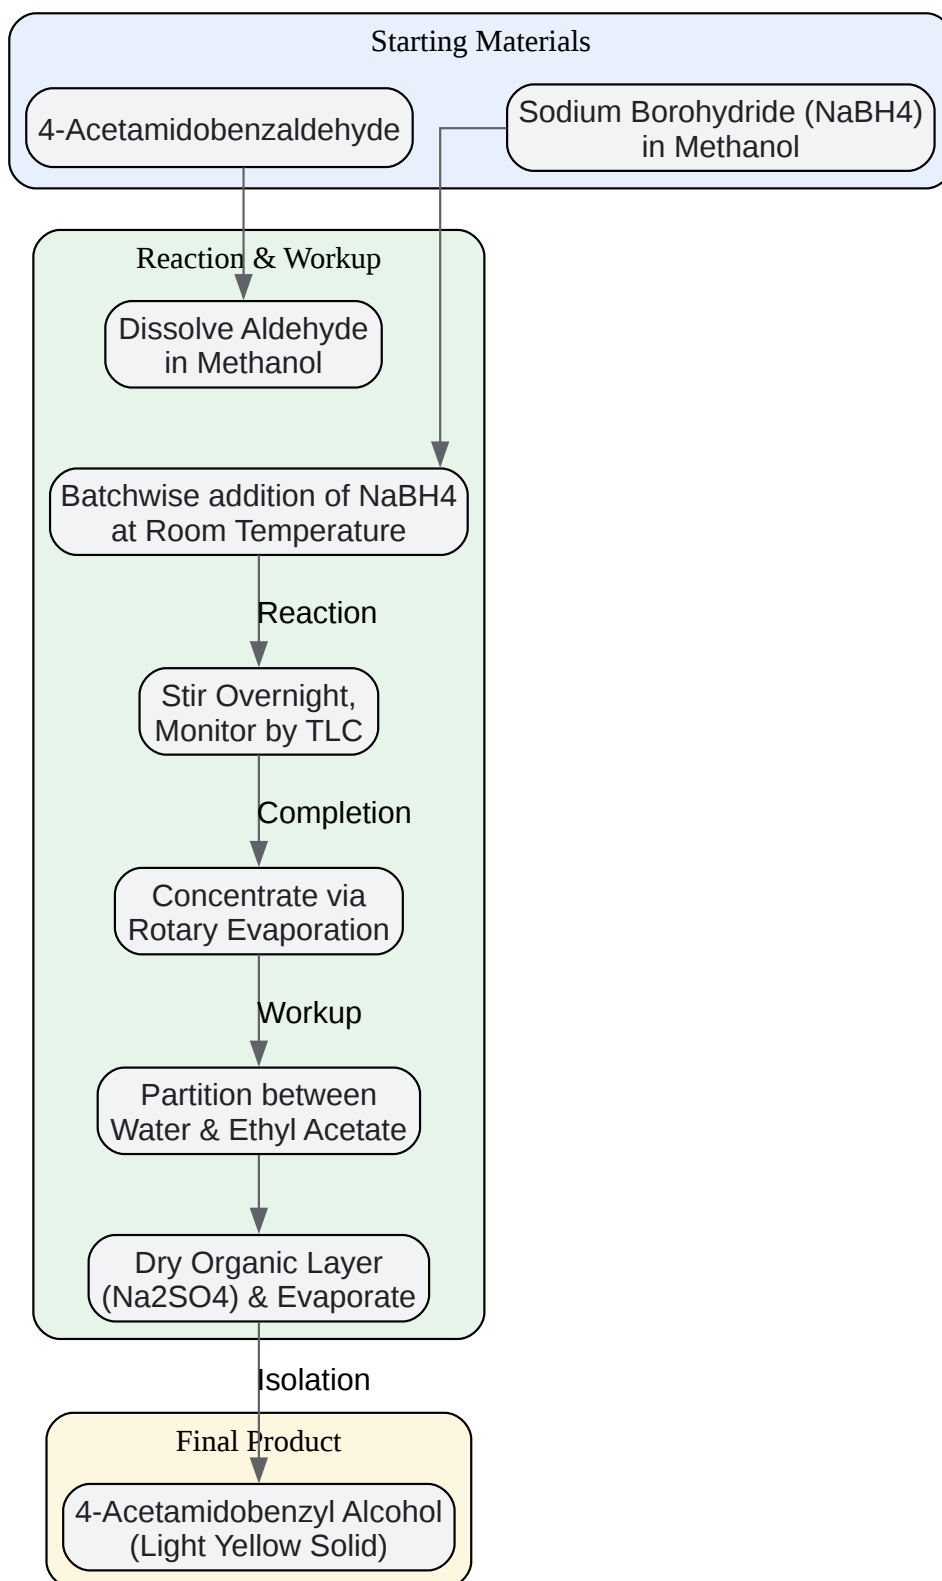 Starting Materials
4-Acetamidobenzaldehyde
Sodium Borohydride (NaBH4)
in Methanol
Reaction & Workup
Dissolve Aldehyde
in Methanol
Batchwise addition of NaBH4
at Room Temperature
Reaction
Stir Overnight,
Monitor by TLC
Completion
Concentrate via
Rotary Evaporation
Workup
Partition between
Water & Ethyl Acetate
Dry Organic Layer
(Na2SO4) & Evaporate
Isolation
Final Product
4-Acetamidobenzyl Alcohol
(Light Yellow Solid)